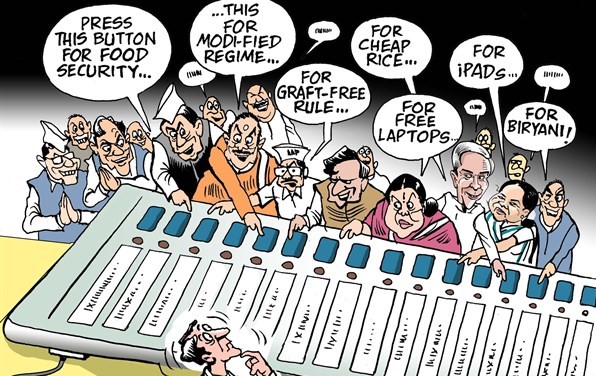 PRESS
THIS BUTTON
FOR FOOD
SECURITY...
...THIS
FOR
MODI-FIED
REGIME...
FOR
GRAFT-FREE
RULE...
FOR
CHEAP
RICE...
FOR
FREE
LAPTOPS...
FOR
iPADS...
FOR
BIRYANI!
AAP